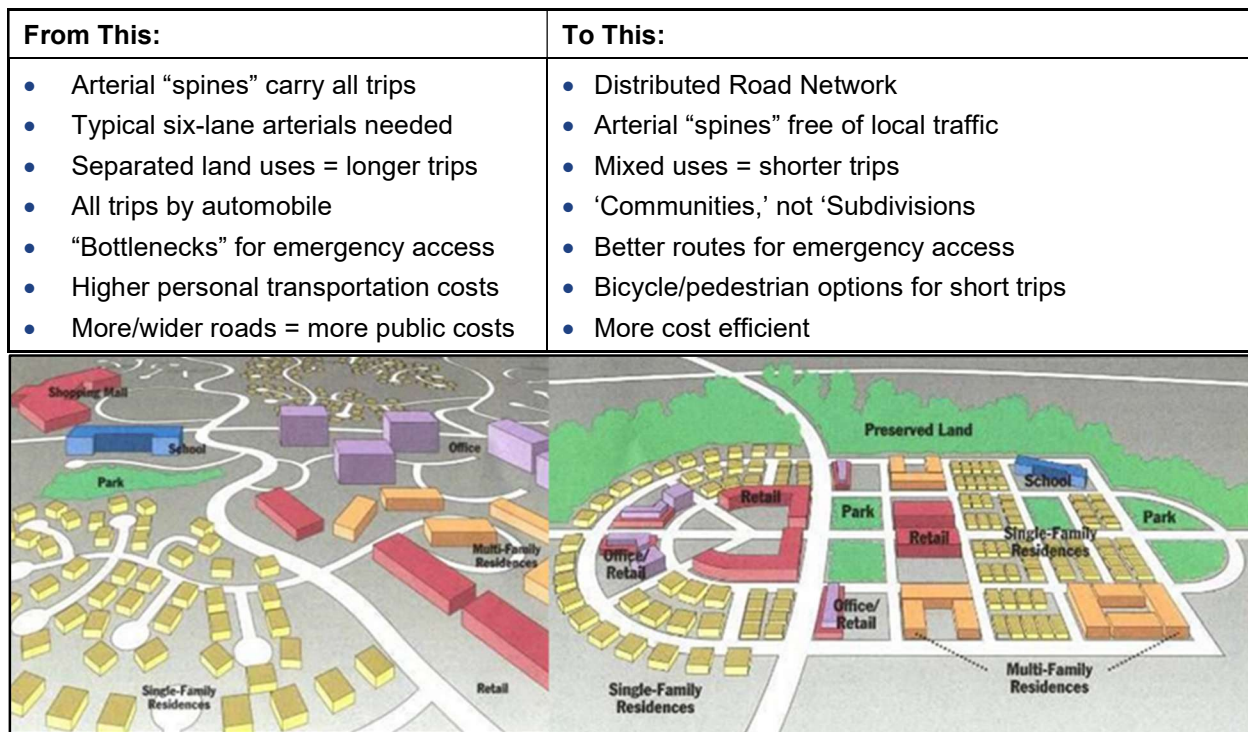 From This:
To This:
• Arterial “spines” carry all trips
• Typical six-lane arterials needed
• Separated land uses = longer trips
• All trips by automobile
• “Bottlenecks” for emergency access
• Higher personal transportation costs
• More/wider roads = more public costs
• Distributed Road Network
• Arterial “spines” free of local traffic
• Mixed uses = shorter trips
• ‘Communities,’ not ‘Subdivisions
• Better routes for emergency access
• Bicycle/pedestrian options for short trips
• More cost efficient
Shopping Mall
School
Office
Park
Multi-Family
Residences
Single-Family
Residences
Retail
Preserved Land
Retail
School
Park
Park
Retail
Single-Family
Residences
Office/
Retail
Office/
Retail
Single-Family
Residences
Multi-Family
Residences